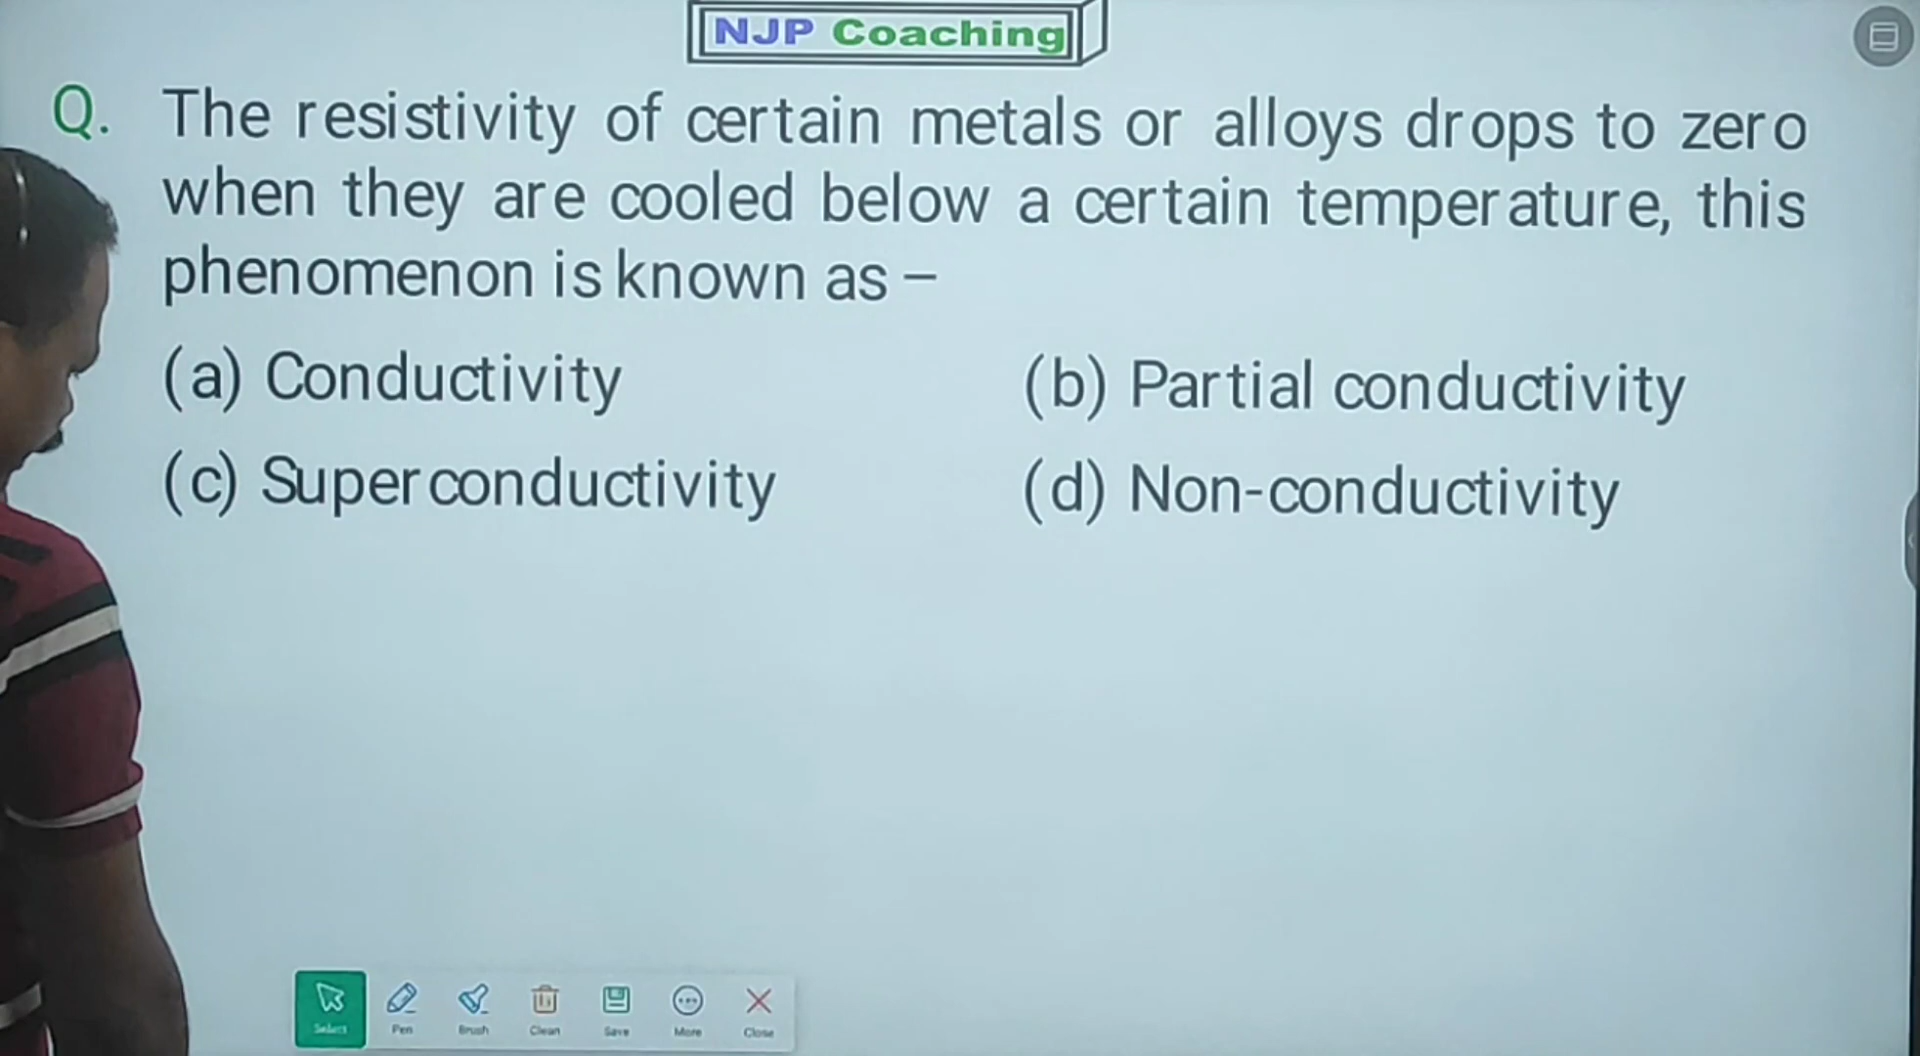 NJP Coaching
Q. The resistivity of certain metals or alloys drops to zero
when they are cooled below a certain temperature, this
phenomenon is known as –
(a) Conductivity (b) Partial conductivity
(c) Superconductivity (d) Non-conductivity
Select Pen Brush Clean Save More Close